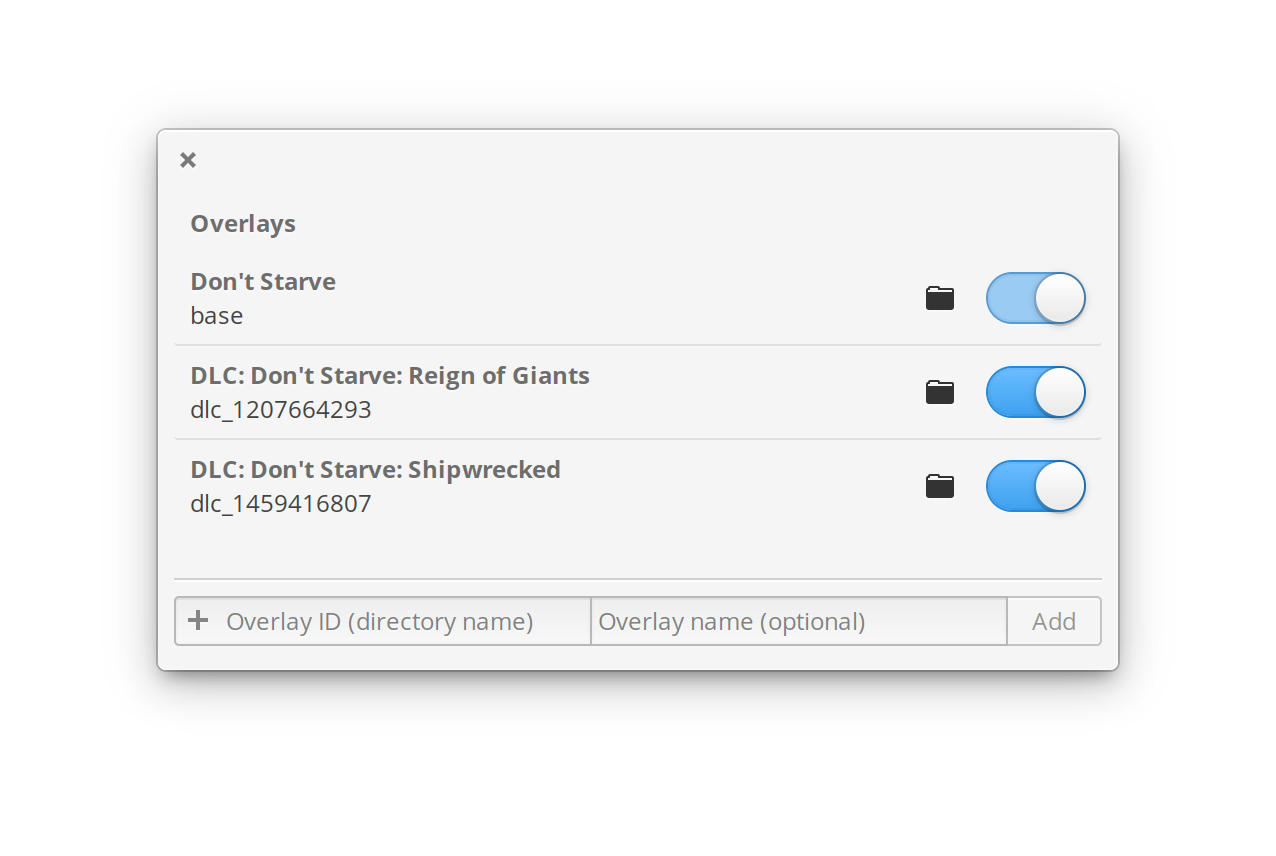 Overlays
Don't Starve
base
DLC: Don't Starve: Reign of Giants
dlc_1207664293
DLC: Don't Starve: Shipwrecked
dlc_1459416807
Overlay ID (directory name)
Overlay name (optional)
Add